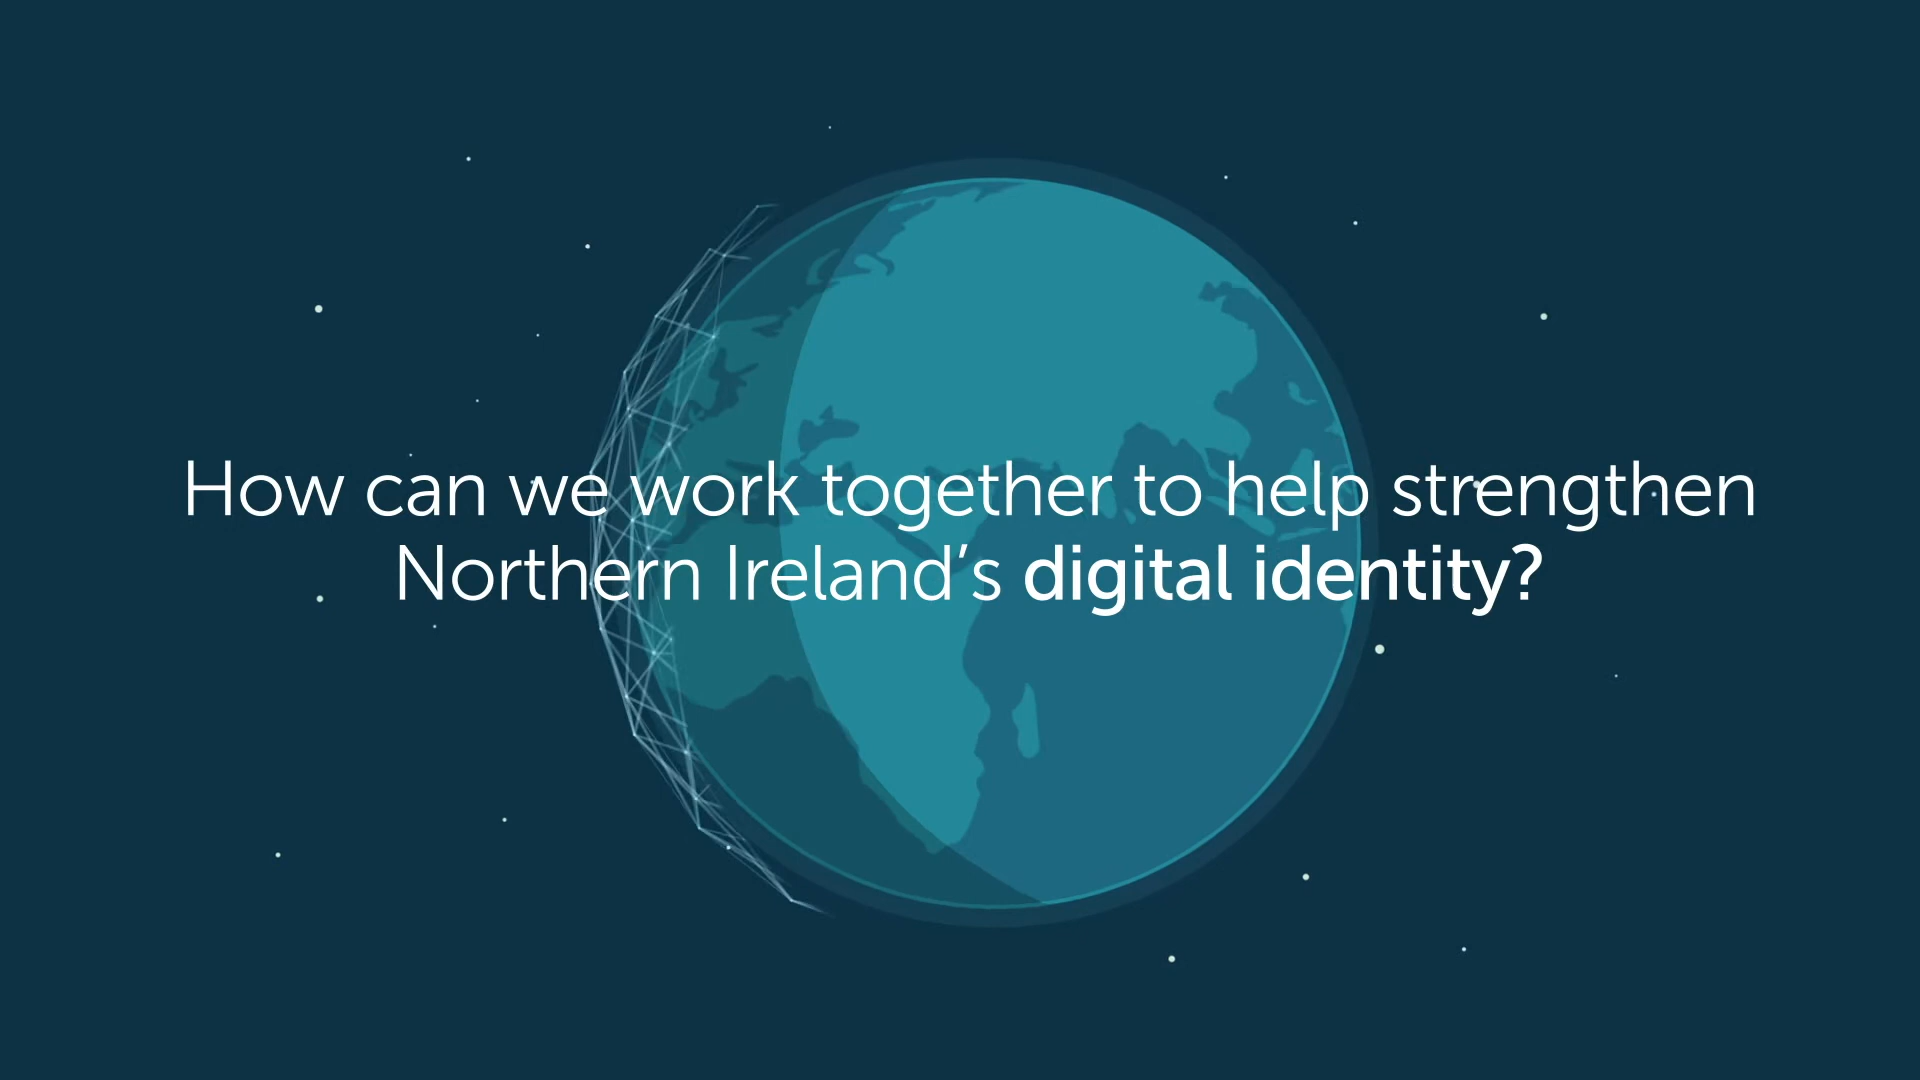 How can we work together to help strengthen
Northern Ireland’s digital identity?